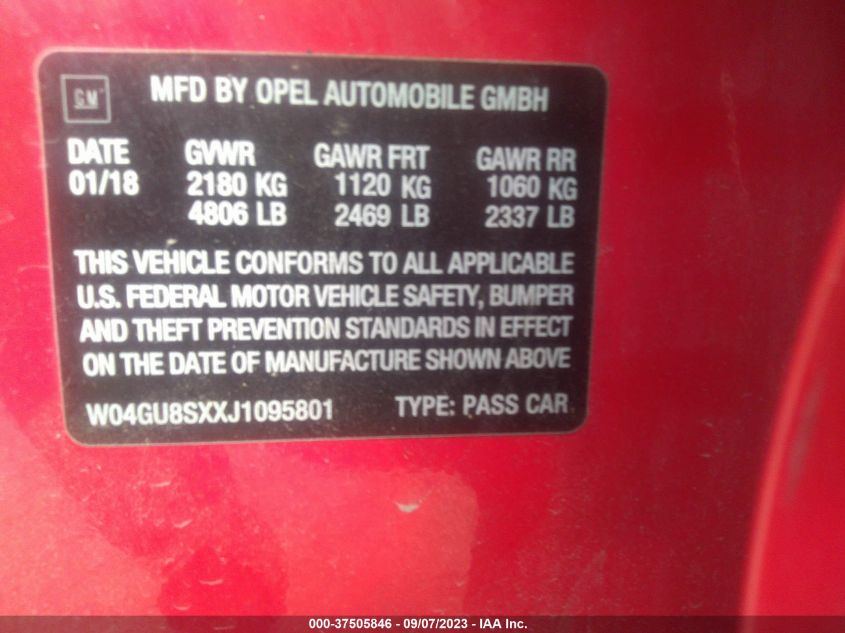 GM
MFD BY OPEL AUTOMOBILE GMBH
DATE GVWR GAWR FRT GAWR RR
01/18 2180 KG 1120 KG 1060 KG
4806 LB 2469 LB 2337 LB
THIS VEHICLE CONFORMS TO ALL APPLICABLE
U.S. FEDERAL MOTOR VEHICLE SAFETY, BUMPER
AND THEFT PREVENTION STANDARDS IN EFFECT
ON THE DATE OF MANUFACTURE SHOWN ABOVE
W04GU8SXXJ1095801 TYPE: PASS CAR
000-37505846 - 09/07/2023 - IAA Inc.